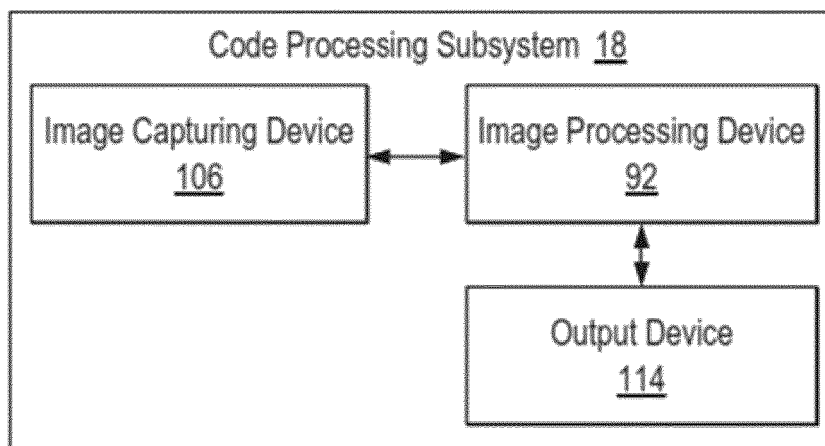 Code Processing Subsystem 18
Image Capturing Device
106
Image Processing Device
92
Output Device
114